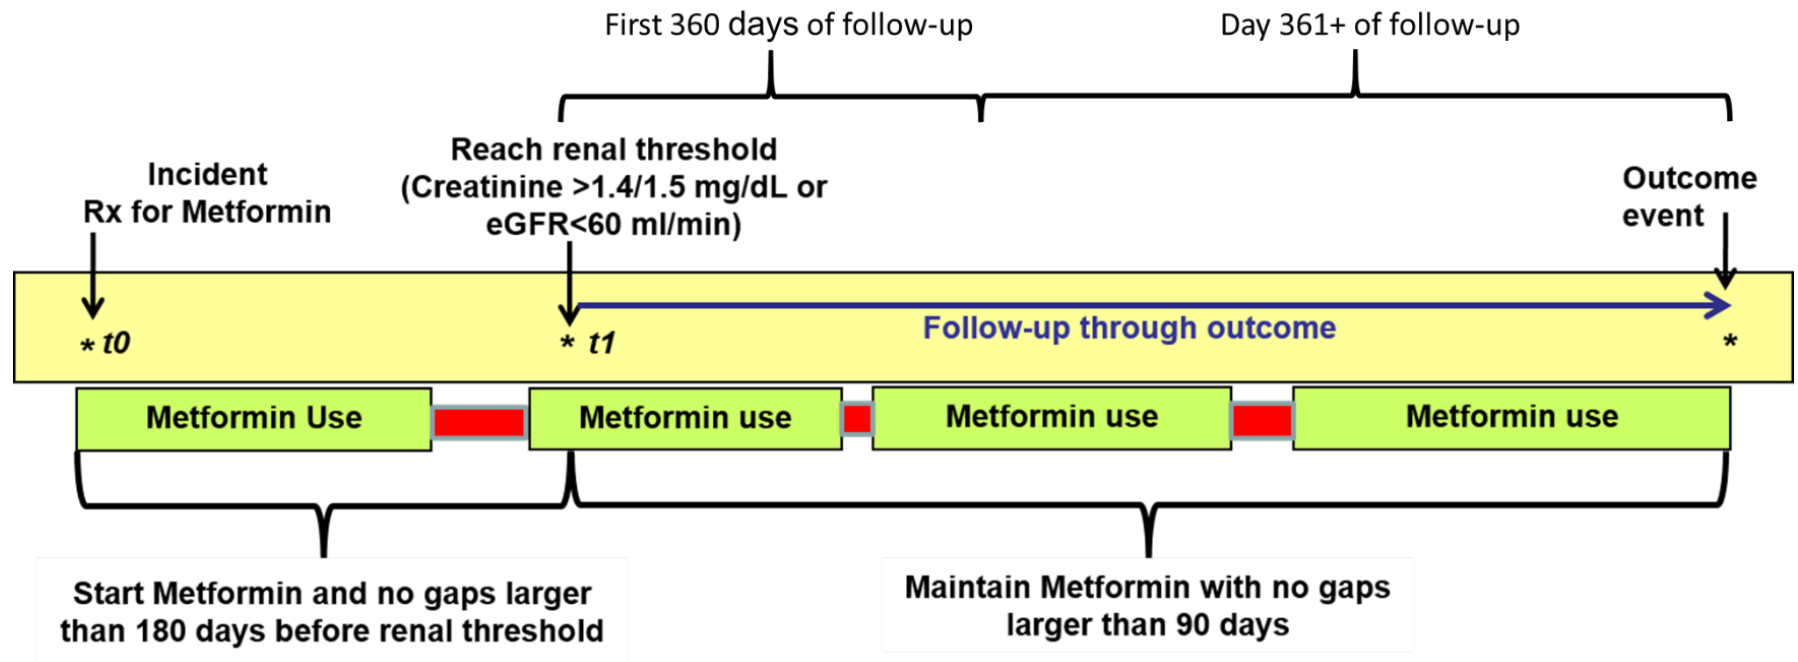 First 360 days of follow-up
Day 361+ of follow-up
Incident
Rx for Metformin
Reach renal threshold
(Creatinine >1.4/1.5 mg/dL or
eGFR<60 ml/min)
Outcome
event
* t0
* t1
Follow-up through outcome
*
Metformin Use
Metformin use
Metformin use
Metformin use
Start Metformin and no gaps larger
than 180 days before renal threshold
Maintain Metformin with no gaps
larger than 90 days